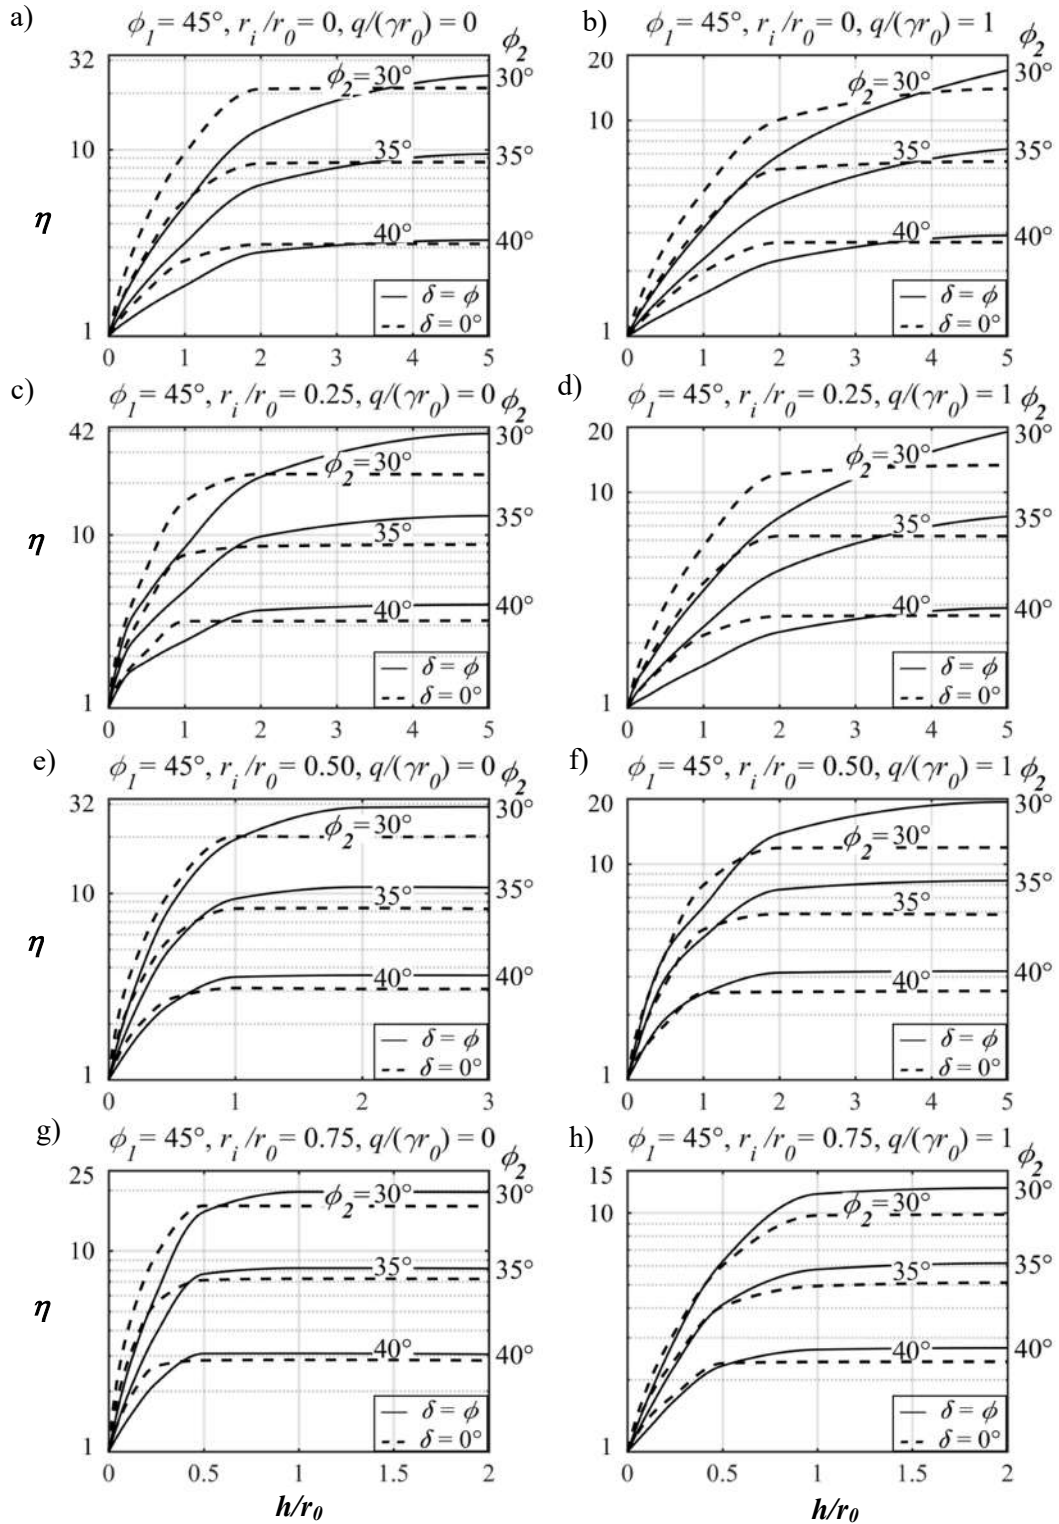 a) ϕ₁ = 45°, rᵢ/r₀ = 0, q/(γr₀) = 0 ϕ₂
32
10
1
η
ϕ₂ = 30° 30°
35° 35°
40° 40°
δ = ϕ
δ = 0°
0 1 2 3 4 5
b) ϕ₁ = 45°, rᵢ/r₀ = 0, q/(γr₀) = 1 ϕ₂
20
10
1
ϕ₂ = 30° 30°
35° 35°
40° 40°
δ = ϕ
δ = 0°
0 1 2 3 4 5
c) ϕ₁ = 45°, rᵢ/r₀ = 0.25, q/(γr₀) = 0 ϕ₂
42
10
1
η
ϕ₂ = 30° 30°
35° 35°
40° 40°
δ = ϕ
δ = 0°
0 1 2 3 4 5
d) ϕ₁ = 45°, rᵢ/r₀ = 0.25, q/(γr₀) = 1 ϕ₂
20
10
1
ϕ₂ = 30° 30°
35° 35°
40° 40°
δ = ϕ
δ = 0°
0 1 2 3 4 5
e) ϕ₁ = 45°, rᵢ/r₀ = 0.50, q/(γr₀) = 0 ϕ₂
32
10
1
η
ϕ₂ = 30° 30°
35° 35°
40° 40°
δ = ϕ
δ = 0°
0 1 2 3
f) ϕ₁ = 45°, rᵢ/r₀ = 0.50, q/(γr₀) = 1 ϕ₂
20
10
1
ϕ₂ = 30° 30°
35° 35°
40° 40°
δ = ϕ
δ = 0°
0 1 2 3 4 5
g) ϕ₁ = 45°, rᵢ/r₀ = 0.75, q/(γr₀) = 0 ϕ₂
25
10
1
η
ϕ₂ = 30° 30°
35° 35°
40° 40°
δ = ϕ
δ = 0°
0 0.5 1 1.5 2
h/r₀
h) ϕ₁ = 45°, rᵢ/r₀ = 0.75, q/(γr₀) = 1 ϕ₂
15
10
1
ϕ₂ = 30° 30°
35° 35°
40° 40°
δ = ϕ
δ = 0°
0 0.5 1 1.5 2
h/r₀